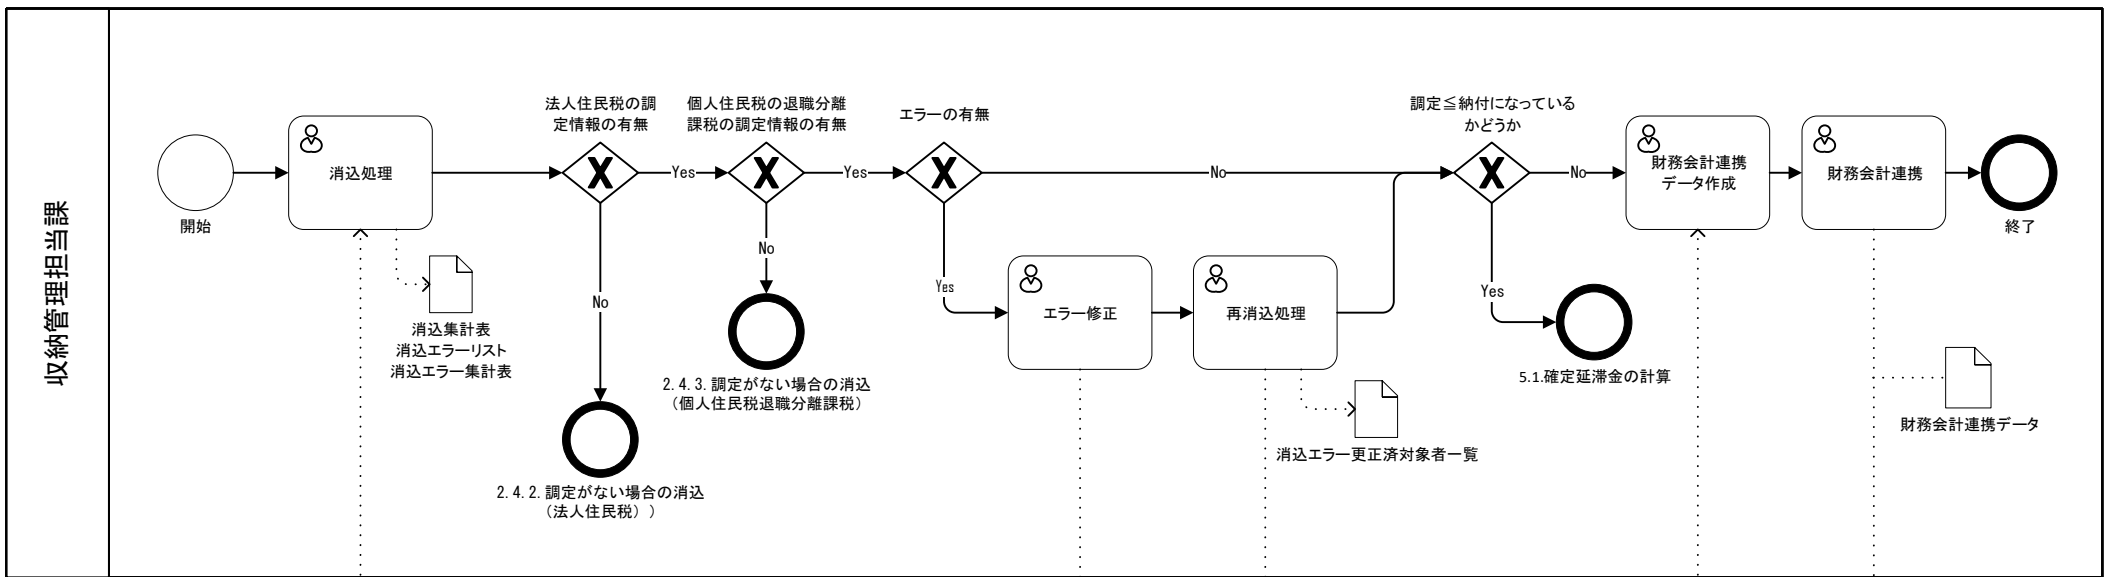 収納管理担当課
開始
消込処理
消込集計表
消込エラーリスト
消込エラー集計表
法人住民税の調
定情報の有無
Yes
No
2.4.2.調定がない場合の消込
（法人住民税））
個人住民税の退職分離
課税の調定情報の有無
Yes
No
2.4.3.調定がない場合の消込
（個人住民税退職分離課税）
エラーの有無
No
Yes
エラー修正
再消込処理
消込エラー更正済対象者一覧
調定≦納付になっている
かどうか
No
Yes
5.1.確定延滞金の計算
財務会計連携
データ作成
財務会計連携
財務会計連携データ
終了